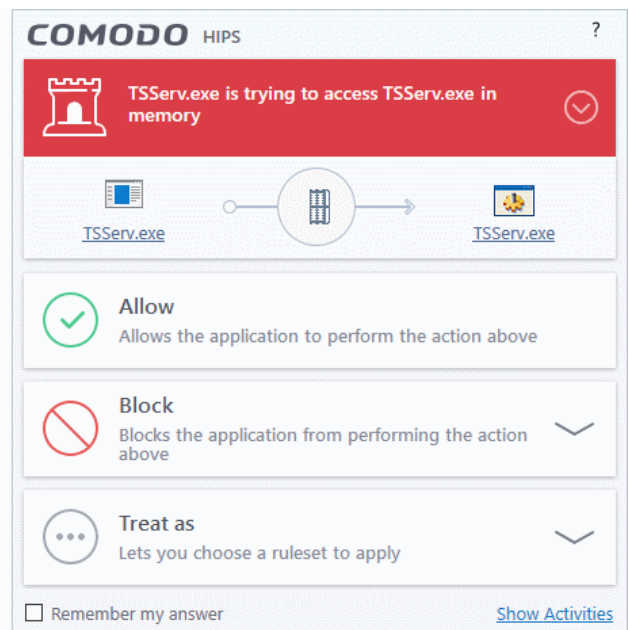 COMODO HIPS ?
TSServ.exe is trying to access TSServ.exe in
memory
TSServ.exe TSServ.exe
Allow
Allows the application to perform the action above
Block
Blocks the application from performing the action
above
Treat as
Lets you choose a ruleset to apply
Remember my answer Show Activities